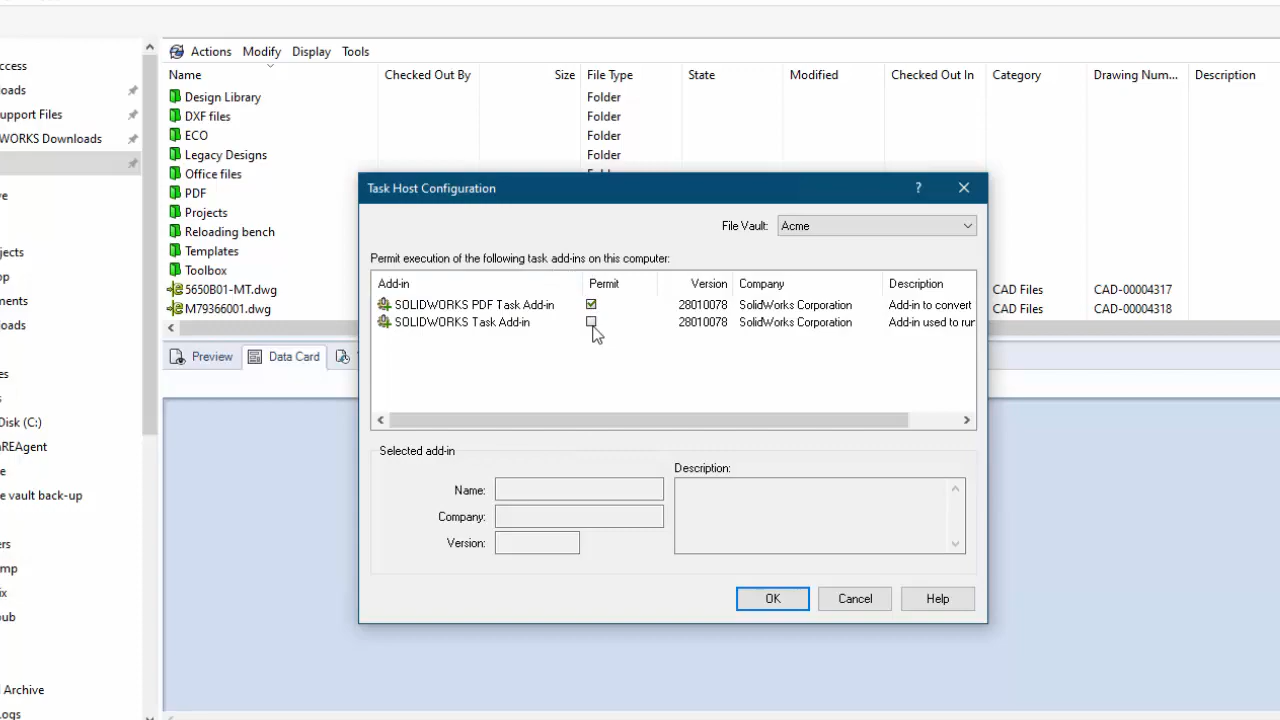 ccess
oads
upport Files
WORKS Downloads
ve
jects
op
ments
oads
es
s
Disk (C:)
REAgent
e
e vault back-up
ers
mp
ix
pub
Archive
Logs
Actions Modify Display Tools
Name Checked Out By Size File Type State Modified Checked Out In Category Drawing Num... Description
Design Library Folder
DXF files Folder
ECO Folder
Legacy Designs Folder
Office files
PDF
Projects
Reloading bench
Templates
Toolbox
5650B01-MT.dwg CAD Files CAD-00004317
M79366001.dwg CAD Files CAD-00004318
Preview Data Card
Task Host Configuration ?
File Vault: Acme
Permit execution of the following task add-ins on this computer:
Add-in Permit Version Company Description
SOLIDWORKS PDF Task Add-in 28010078 SolidWorks Corporation Add-in to convert
SOLIDWORKS Task Add-in 28010078 SolidWorks Corporation Add-in used to run
Selected add-in
Name:
Company:
Version:
Description:
OK Cancel Help